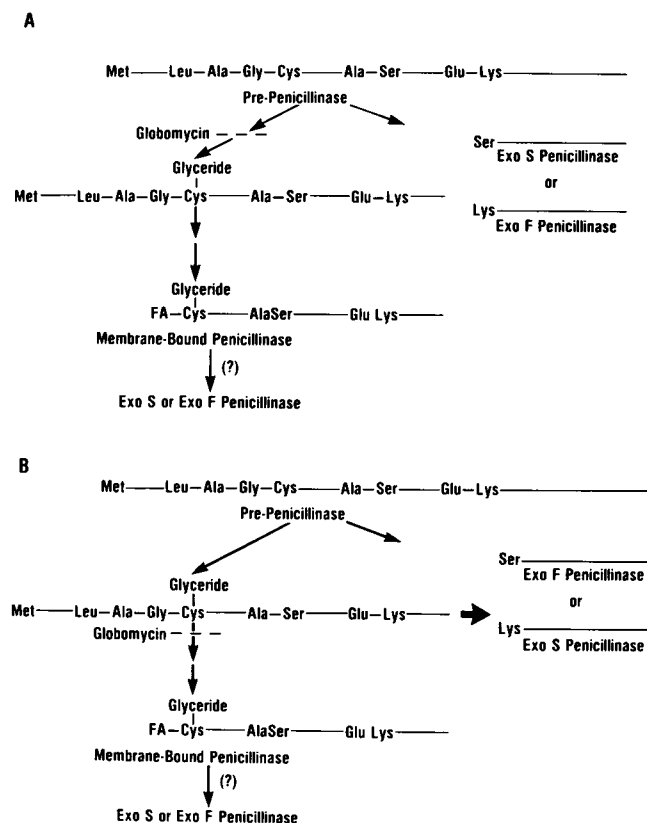 A
Met——Leu—Ala—Gly—Cys——Ala—Ser——Glu—Lys——
Pre-Penicillinase
Globomycin — — —
Glyceride
Met——Leu—Ala—Gly—Cys——Ala—Ser——Glu—Lys——
Ser——
Exo S Penicillinase
or
Lys——
Exo F Penicillinase
Glyceride
FA—Cys——AlaSer——Glu Lys——
Membrane-Bound Penicillinase
(?)
Exo S or Exo F Penicillinase
B
Met——Leu—Ala—Gly—Cys——Ala—Ser——Glu—Lys——
Pre-Penicillinase
Glyceride
Met——Leu—Ala—Gly—Cys——Ala—Ser——Glu—Lys——
Globomycin — — —
Ser——
Exo F Penicillinase
or
Lys——
Exo S Penicillinase
Glyceride
FA—Cys——AlaSer——Glu Lys——
Membrane-Bound Penicillinase
(?)
Exo S or Exo F Penicillinase